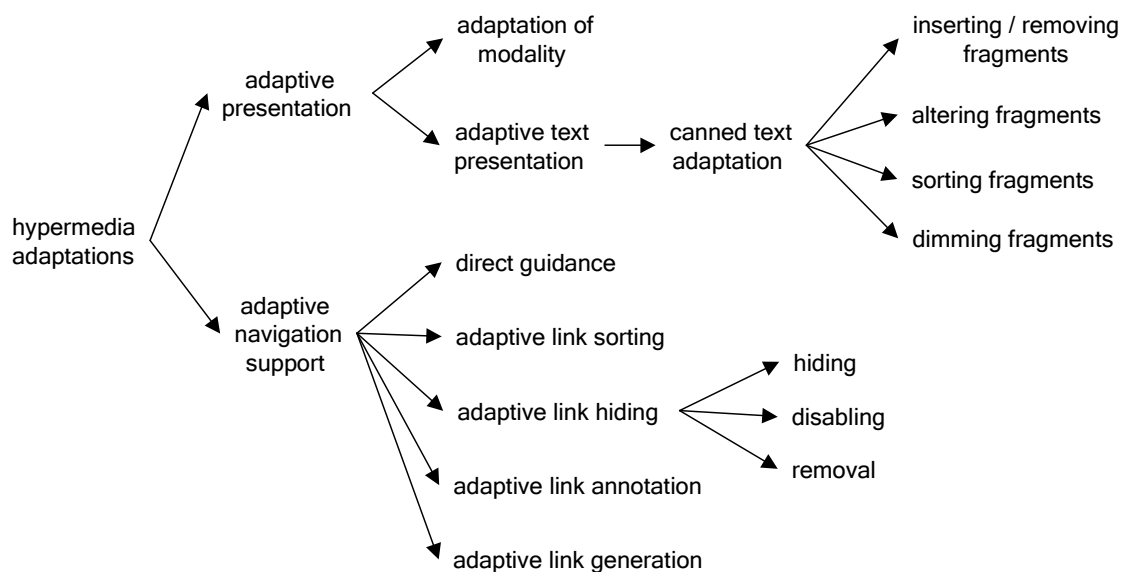 hypermedia
adaptations
adaptive
presentation
adaptation of
modality
adaptive text
presentation
canned text
adaptation
inserting / removing
fragments
altering fragments
sorting fragments
dimming fragments
adaptive
navigation
support
direct guidance
adaptive link sorting
adaptive link hiding
hiding
disabling
removal
adaptive link annotation
adaptive link generation